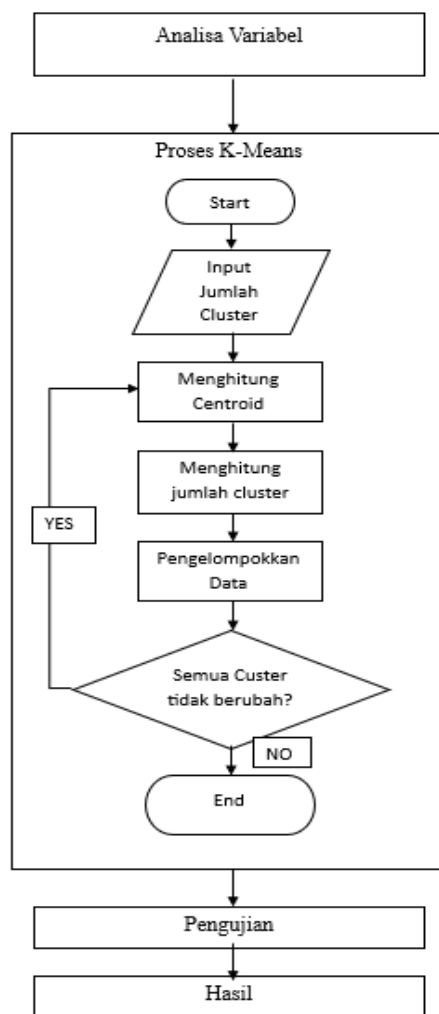 Analisa Variabel
Proses K-Means
Start
Input
Jumlah
Cluster
Menghitung
Centroid
Menghitung
jumlah cluster
YES
Pengelompokkan
Data
Semua Custer
tidak berubah?
NO
End
Pengujian
Hasil